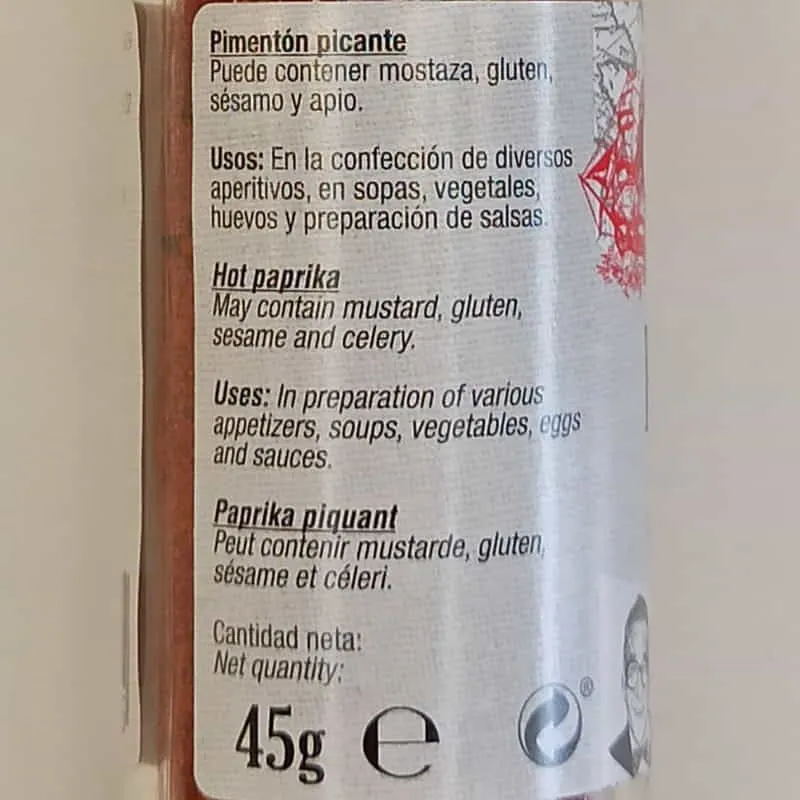 Pimentón picante
Puede contener mostaza, gluten,
sésamo y apio.
Usos: En la confección de diversos
aperitivos, en sopas, vegetales,
huevos y preparación de salsas.
Hot paprika
May contain mustard, gluten,
sesame and celery.
Uses: In preparation of various
appetizers, soups, vegetables, eggs
and sauces.
Paprika piquant
Peut contenir mustarde, gluten,
sésame et céleri.
Cantidad neta:
Net quantity:
45g ℮
®